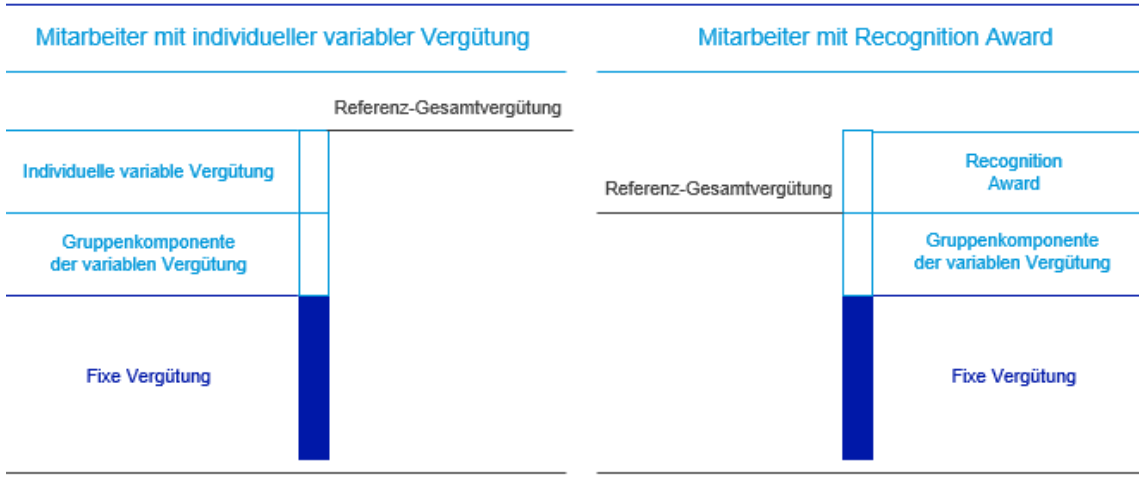 Mitarbeiter mit individueller variabler Vergütung
Referenz-Gesamtvergütung
Individuelle variable Vergütung
Gruppenkomponente
der variablen Vergütung
Fixe Vergütung
Mitarbeiter mit Recognition Award
Recognition
Award
Referenz-Gesamtvergütung
Gruppenkomponente
der variablen Vergütung
Fixe Vergütung